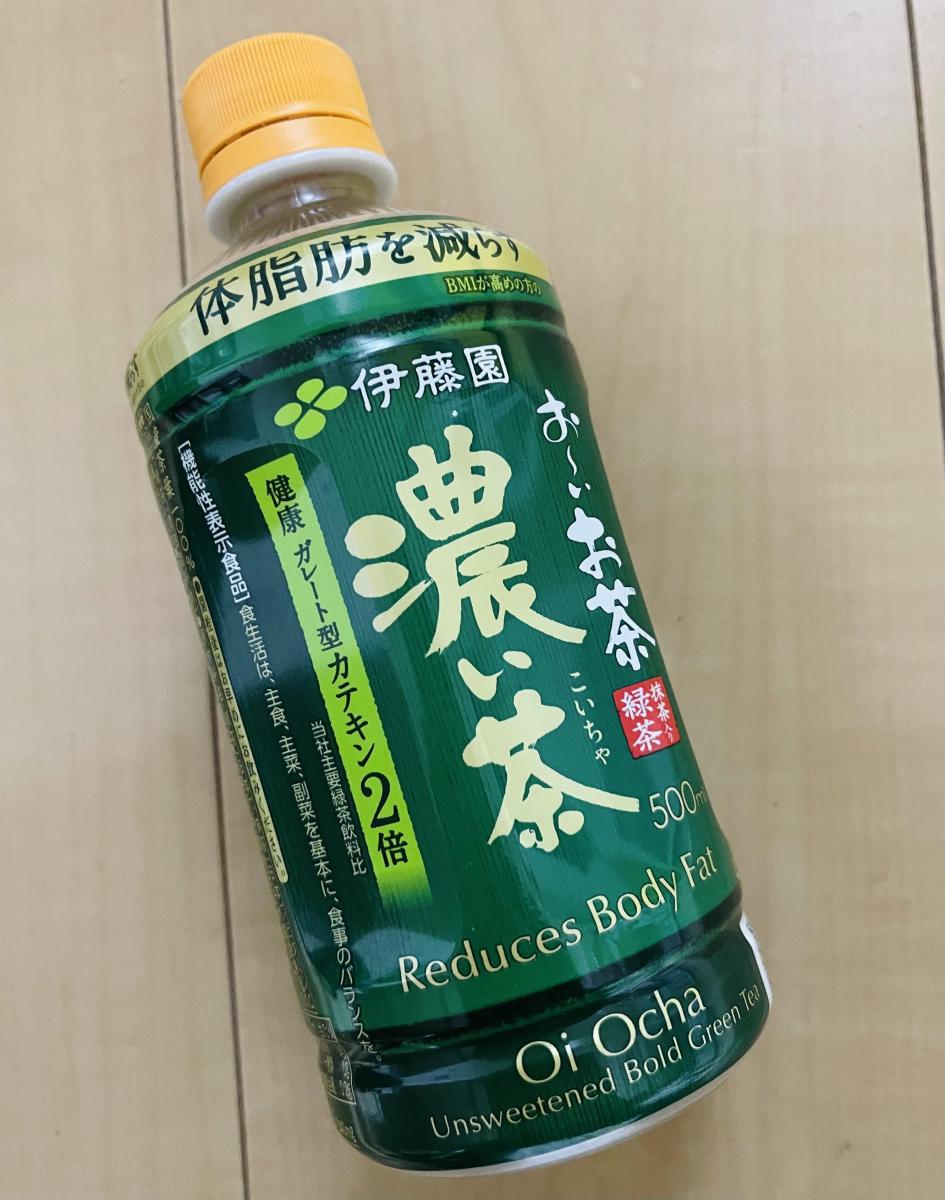 体脂肪を減らす
BMIが高めの方の
伊藤園
お〜いお茶
濃い茶
こいちゃ
抹茶入り
緑茶
500ml
健康 ガレート型カテキン2倍
当社主要緑茶飲料比
[機能性表示食品]食生活は、主食、主菜、副菜を基本に、食事のバランスを。
Reduces Body Fat
Oi Ocha
Unsweetened Bold Green Tea